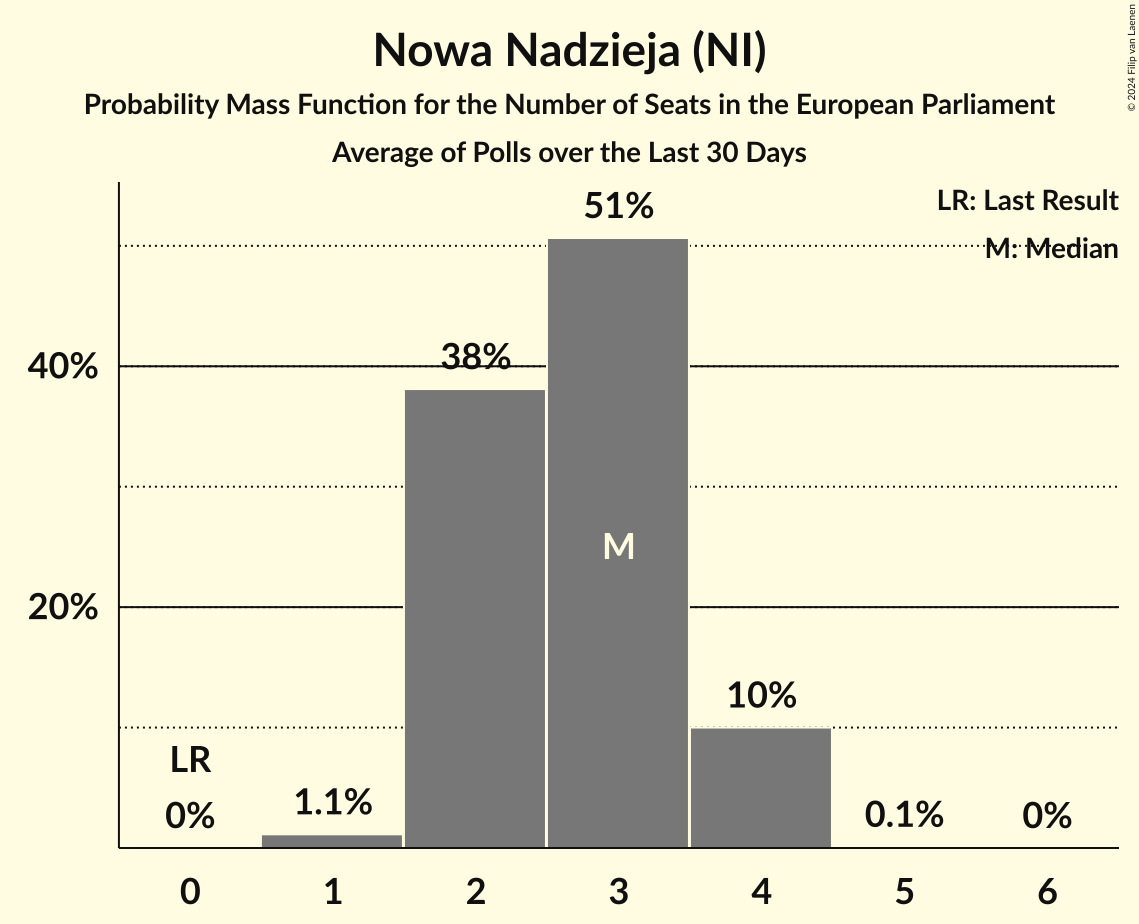 Nowa Nadzieja (NI)
Probability Mass Function for the Number of Seats in the European Parliament
Average of Polls over the Last 30 Days
© 2024 Filip van Laenen
LR: Last Result
M: Median
51%
38%
40%
M
20%
10%
LR
0%
1.1%
0.1%
0%
0 1 2 3 4 5 6